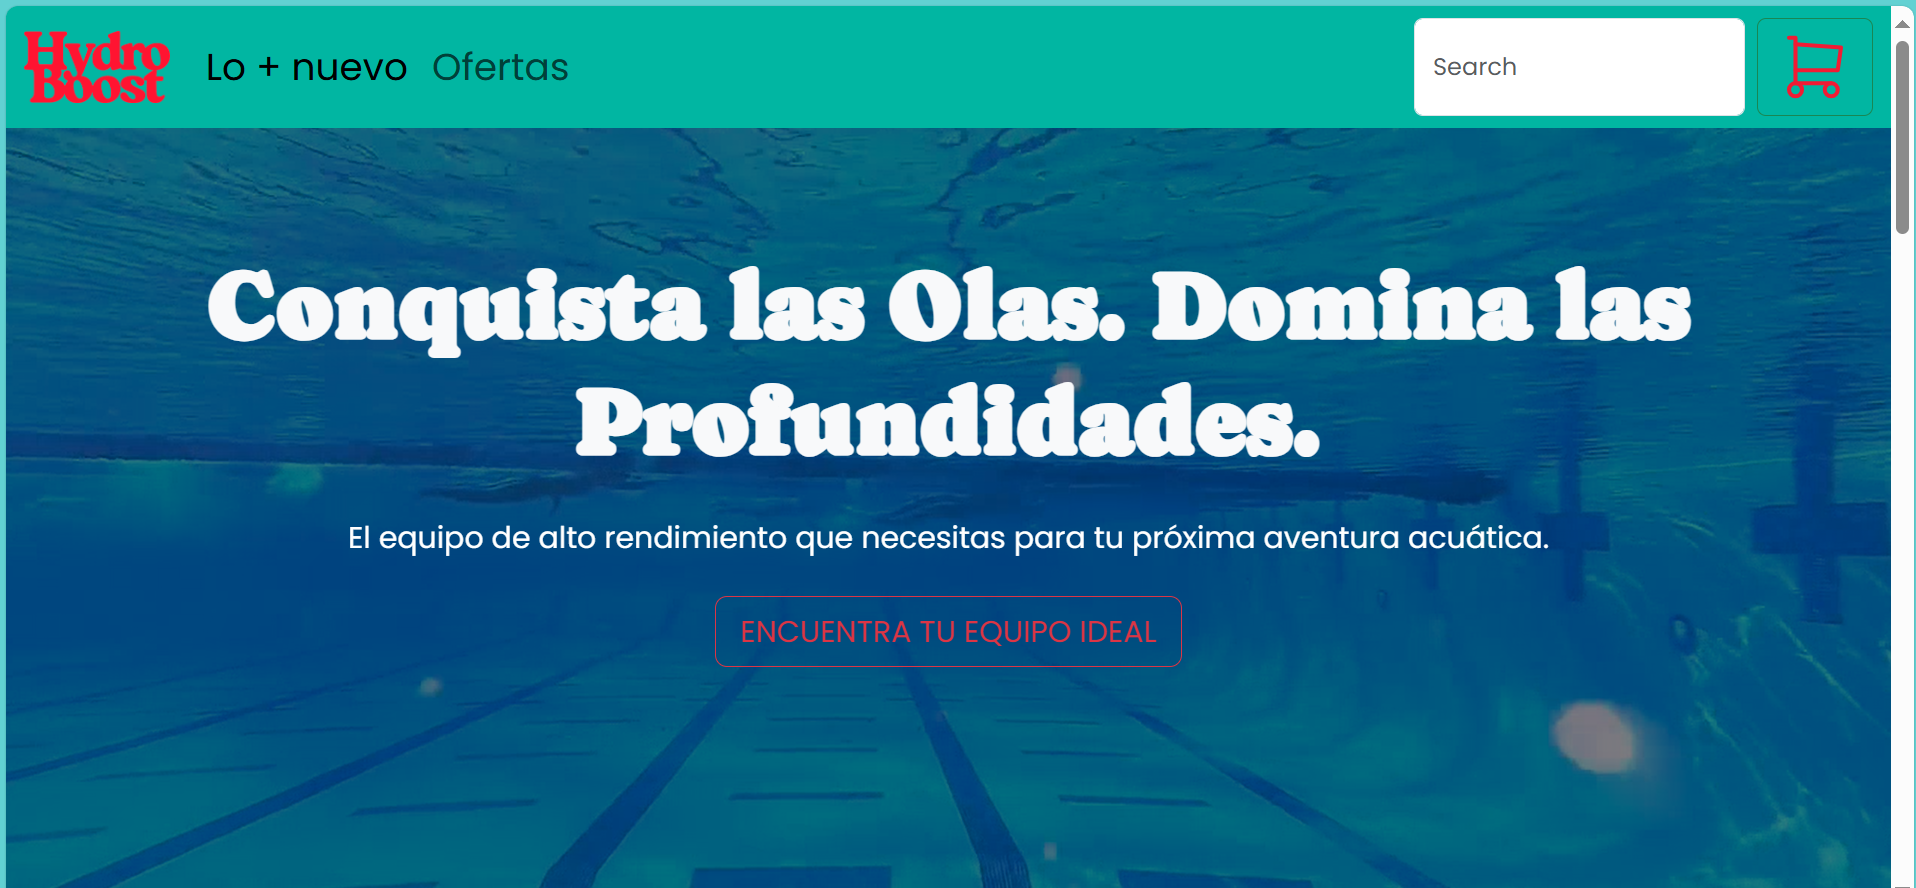 Hydro
Boost
Lo + nuevo
Ofertas
Search
Conquista las Olas. Domina las
Profundidades.
El equipo de alto rendimiento que necesitas para tu próxima aventura acuática.
ENCUENTRA TU EQUIPO IDEAL